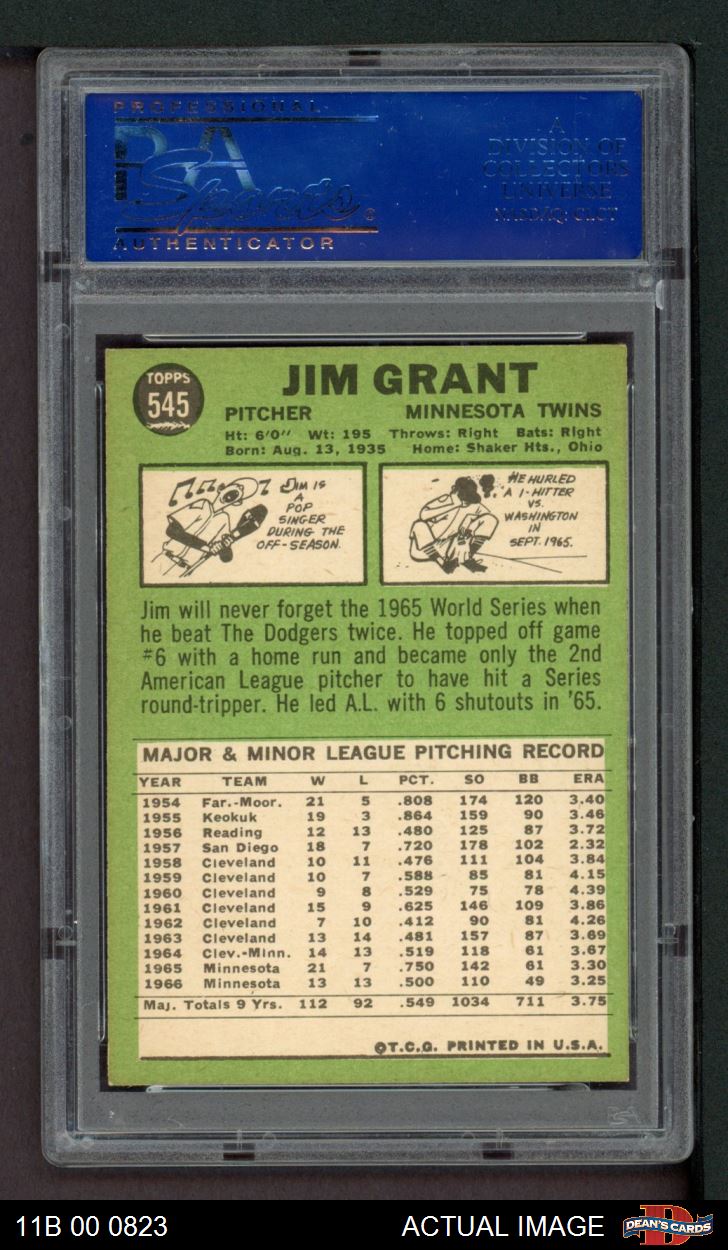 PROFESSIONAL
PSA
Sports ®
AUTHENTICATOR
A
DIVISION OF
COLLECTORS
UNIVERSE
NASDAQ: CLCT
TOPPS
545
JIM GRANT
PITCHER MINNESOTA TWINS
Ht: 6'0" Wt: 195 Throws: Right Bats: Right
Born: Aug. 13, 1935 Home: Shaker Hts., Ohio
JIM IS
A
POP
SINGER
DURING THE
OFF-SEASON.
HE HURLED
A 1-HITTER
VS.
WASHINGTON
IN
SEPT. 1965.
Jim will never forget the 1965 World Series when
he beat The Dodgers twice. He topped off game
#6 with a home run and became only the 2nd
American League pitcher to have hit a Series
round-tripper. He led A.L. with 6 shutouts in '65.
MAJOR & MINOR LEAGUE PITCHING RECORD
YEAR TEAM W L PCT. SO BB ERA
1954 Far.-Moor. 21 5 .808 174 120 3.40
1955 Keokuk 19 3 .864 159 90 3.46
1956 Reading 12 13 .480 125 87 3.72
1957 San Diego 18 7 .720 178 102 2.32
1958 Cleveland 10 11 .476 111 104 3.84
1959 Cleveland 10 7 .588 85 81 4.15
1960 Cleveland 9 8 .529 75 78 4.39
1961 Cleveland 15 9 .625 146 109 3.86
1962 Cleveland 7 10 .412 90 81 4.26
1963 Cleveland 13 14 .481 157 87 3.69
1964 Clev.-Minn. 14 13 .519 118 61 3.67
1965 Minnesota 21 7 .750 142 61 3.30
1966 Minnesota 13 13 .500 110 49 3.25
Maj. Totals 9 Yrs. 112 92 .549 1034 711 3.75
©T.C.G. PRINTED IN U.S.A.
PSA
11B 00 0823 ACTUAL IMAGE
D
DEAN'S CARDS